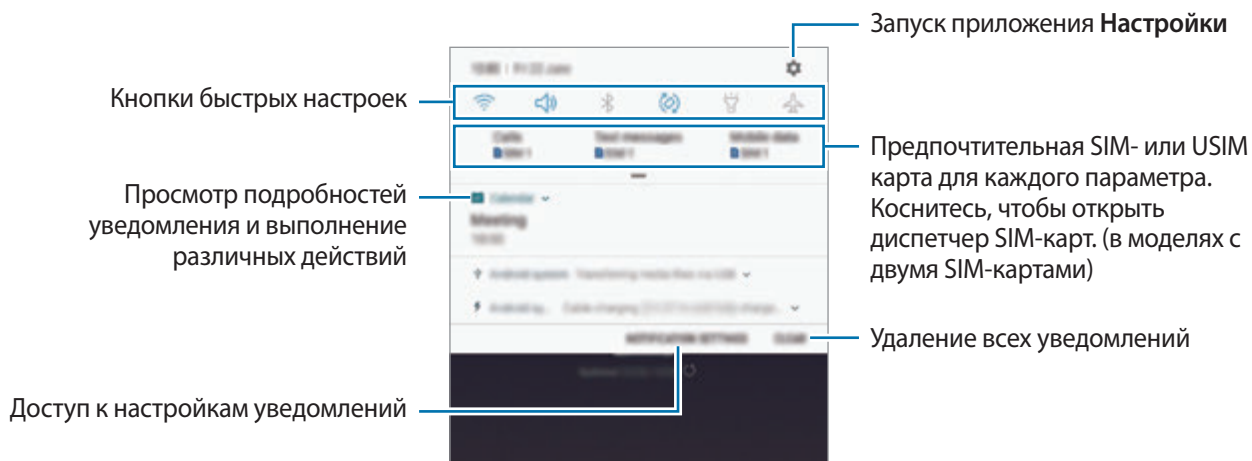 Запуск приложения Настройки
Кнопки быстрых настроек
Предпочтительная SIM- или USIM
карта для каждого параметра.
Коснитесь, чтобы открыть
диспетчер SIM-карт. (в моделях с
двумя SIM-картами)
Просмотр подробностей
уведомления и выполнение
различных действий
Calls
Text messages
Mobile data
SIM 1
SIM 1
SIM 1
Calendar
Meeting
Android system
NOTIFICATION SETTINGS
CLEAR
Удаление всех уведомлений
Доступ к настройкам уведомлений